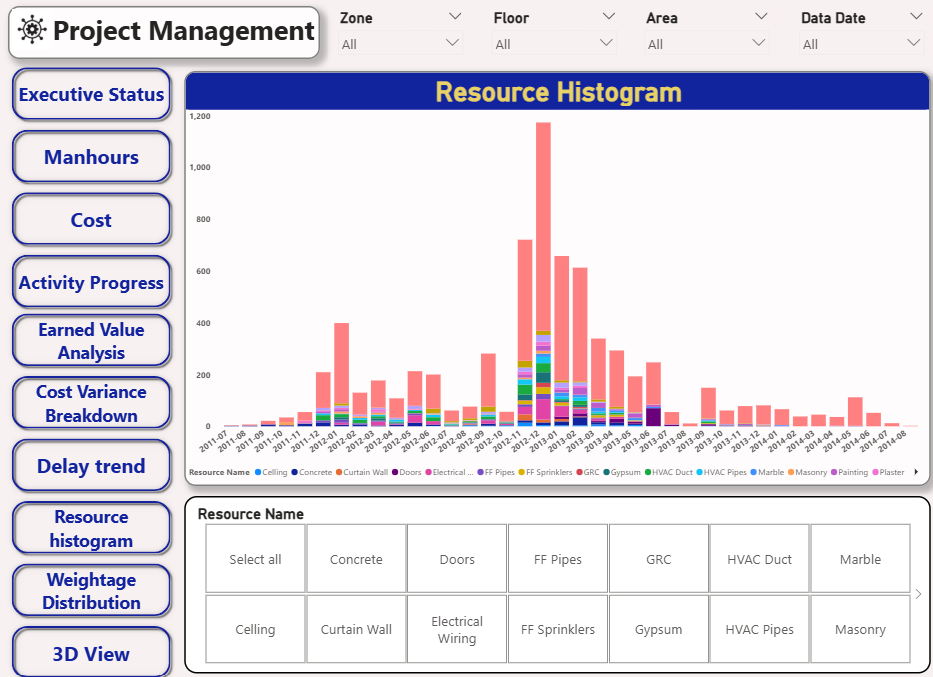 Project Management
Zone
Floor
Area
Data Date
All
All
All
All
Executive Status
Manhours
Cost
Activity Progress
Earned Value
Analysis
Cost Variance
Breakdown
Delay trend
Resource
histogram
Weightage
Distribution
3D View
Resource Histogram
1,200
1,000
800
600
400
200
0
2011-07 2011-08 2011-09 2011-10 2011-11 2011-12 2012-01 2012-02 2012-03 2012-04 2012-05 2012-06 2012-07 2012-08 2012-09 2012-10 2012-11 2012-12 2013-01 2013-02 2013-03 2013-04 2013-05 2013-06 2013-07 2013-08 2013-09 2013-10 2013-11 2013-12 2014-01 2014-02 2014-03 2014-04 2014-05 2014-06 2014-07 2014-08
Resource Name Celling Concrete Curtain Wall Doors Electrical ... FF Pipes FF Sprinklers GRC Gypsum HVAC Duct HVAC Pipes Marble Masonry Painting Plaster
Resource Name
Select all Concrete Doors FF Pipes GRC HVAC Duct Marble
Celling Curtain Wall Electrical Wiring FF Sprinklers Gypsum HVAC Pipes Masonry